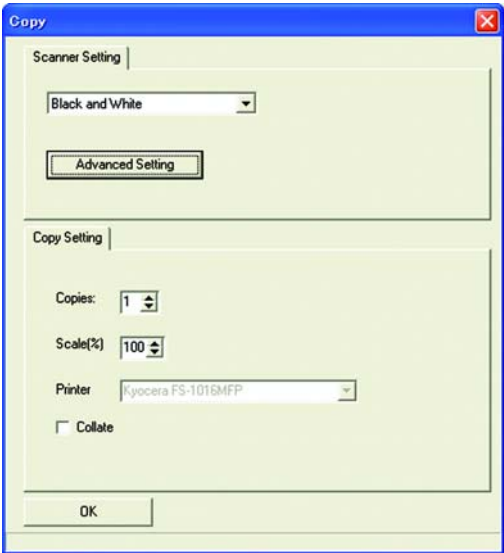 Copy
Scanner Setting
Black and White
Advanced Setting
Copy Setting
Copies: 1
Scale(%) 100
Printer Kyocera FS-1016MFP
Collate
OK